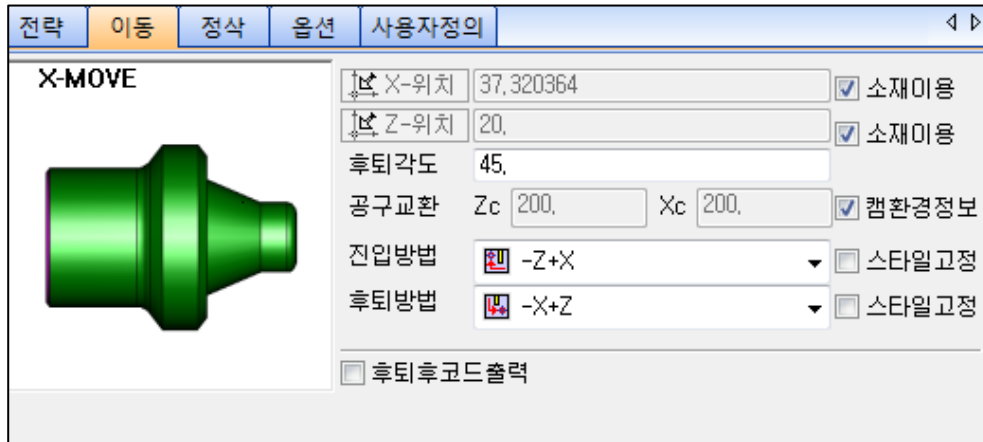 전략 이동 정삭 옵션 사용자정의
X-MOVE
X-위치 37,320364 소재이용
Z-위치 20, 소재이용
후퇴각도 45,
공구교환 Zc 200, Xc 200, 캠환경정보
진입방법 -Z+X 스타일고정
후퇴방법 -X+Z 스타일고정
후퇴후코드출력